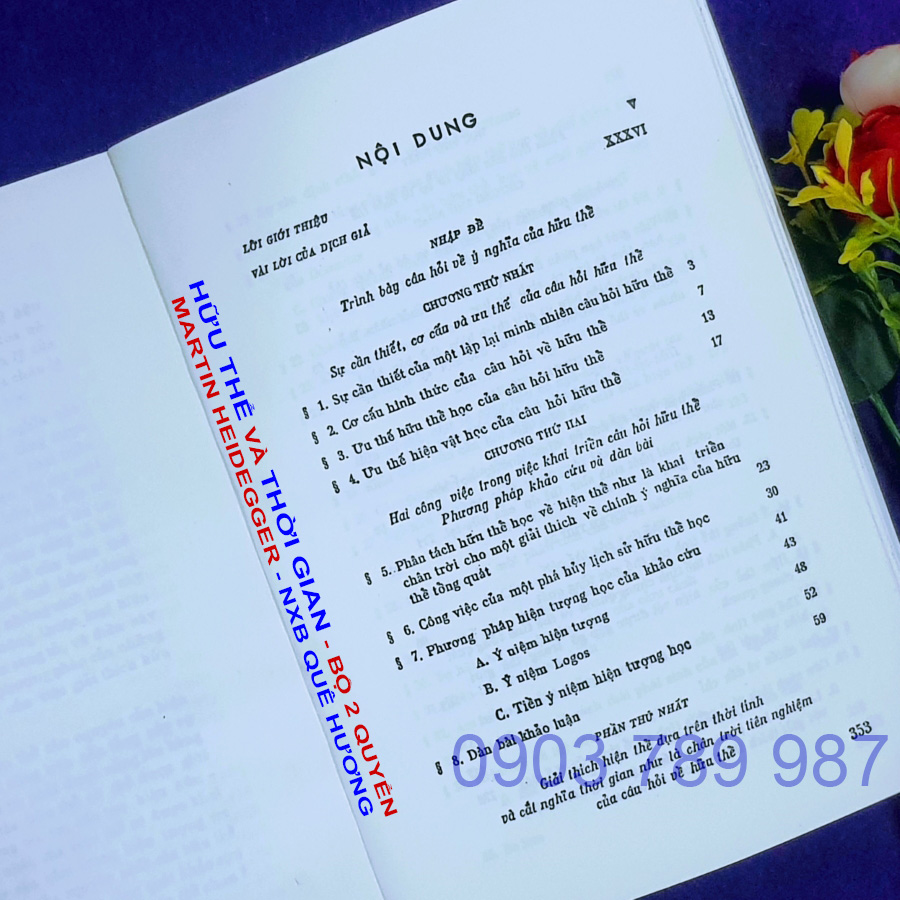 NỘI DUNG
LỜI GIỚI THIỆU V
VÀI LỜI CỦA DỊCH GIẢ XXXVI
NHẬP ĐỀ
Trình bày câu hỏi về ý nghĩa của hữu thể
CHƯƠNG THỨ NHẤT
Sự cần thiết, cơ cấu và ưu thế của câu hỏi hữu thể
§ 1. Sự cần thiết của một lập lại minh nhiên câu hỏi hữu thể 3
§ 2. Cơ cấu hình thức của câu hỏi về hữu thể 7
§ 3. Ưu thế hữu thể học của câu hỏi hữu thể 13
§ 4. Ưu thế hiện vật học của câu hỏi hữu thể 17
CHƯƠNG THỨ HAI
Hai công việc trong việc khai triển câu hỏi hữu thể
Phương pháp khảo cứu và dàn bài
§ 5. Phân tách hữu thể học về hiện thể như là khai triển
chân trời cho một giải thích về chính ý nghĩa của hữu
thể tổng quát 23
§ 6. Công việc của một phá hủy lịch sử hữu thể học 30
§ 7. Phương pháp hiện tượng học của khảo cứu 41
A. Ý niệm hiện tượng 43
B. Ý niệm Logos 48
C. Tiền ý niệm hiện tượng học 52
§ 8. Dàn bài khảo luận 59
PHẦN THỨ NHẤT
Giải thích hiện thể dựa trên thời tính
và cắt nghĩa thời gian như là chân trời tiên nghiệm
của câu hỏi về hữu thể 353
HỮU THỂ VÀ THỜI GIAN - BỘ 2 QUYỂN
MARTIN HEIDEGGER - NXB QUÊ HƯƠNG
0903 789 987